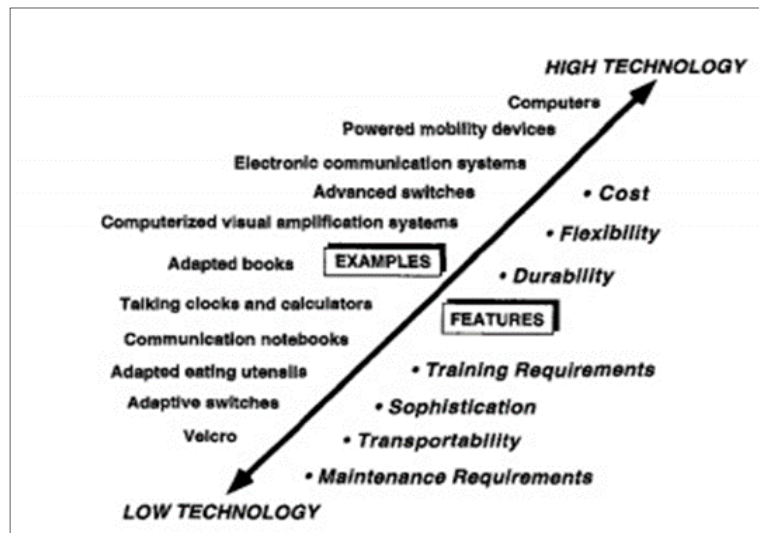 HIGH TECHNOLOGY
Computers
Powered mobility devices
Electronic communication systems
Advanced switches
• Cost
Computerized visual amplification systems
• Flexibility
Adapted books
EXAMPLES
• Durability
Talking clocks and calculators
FEATURES
Communication notebooks
Adapted eating utensils
• Training Requirements
Adaptive switches
• Sophistication
Velcro
• Transportability
• Maintenance Requirements
LOW TECHNOLOGY